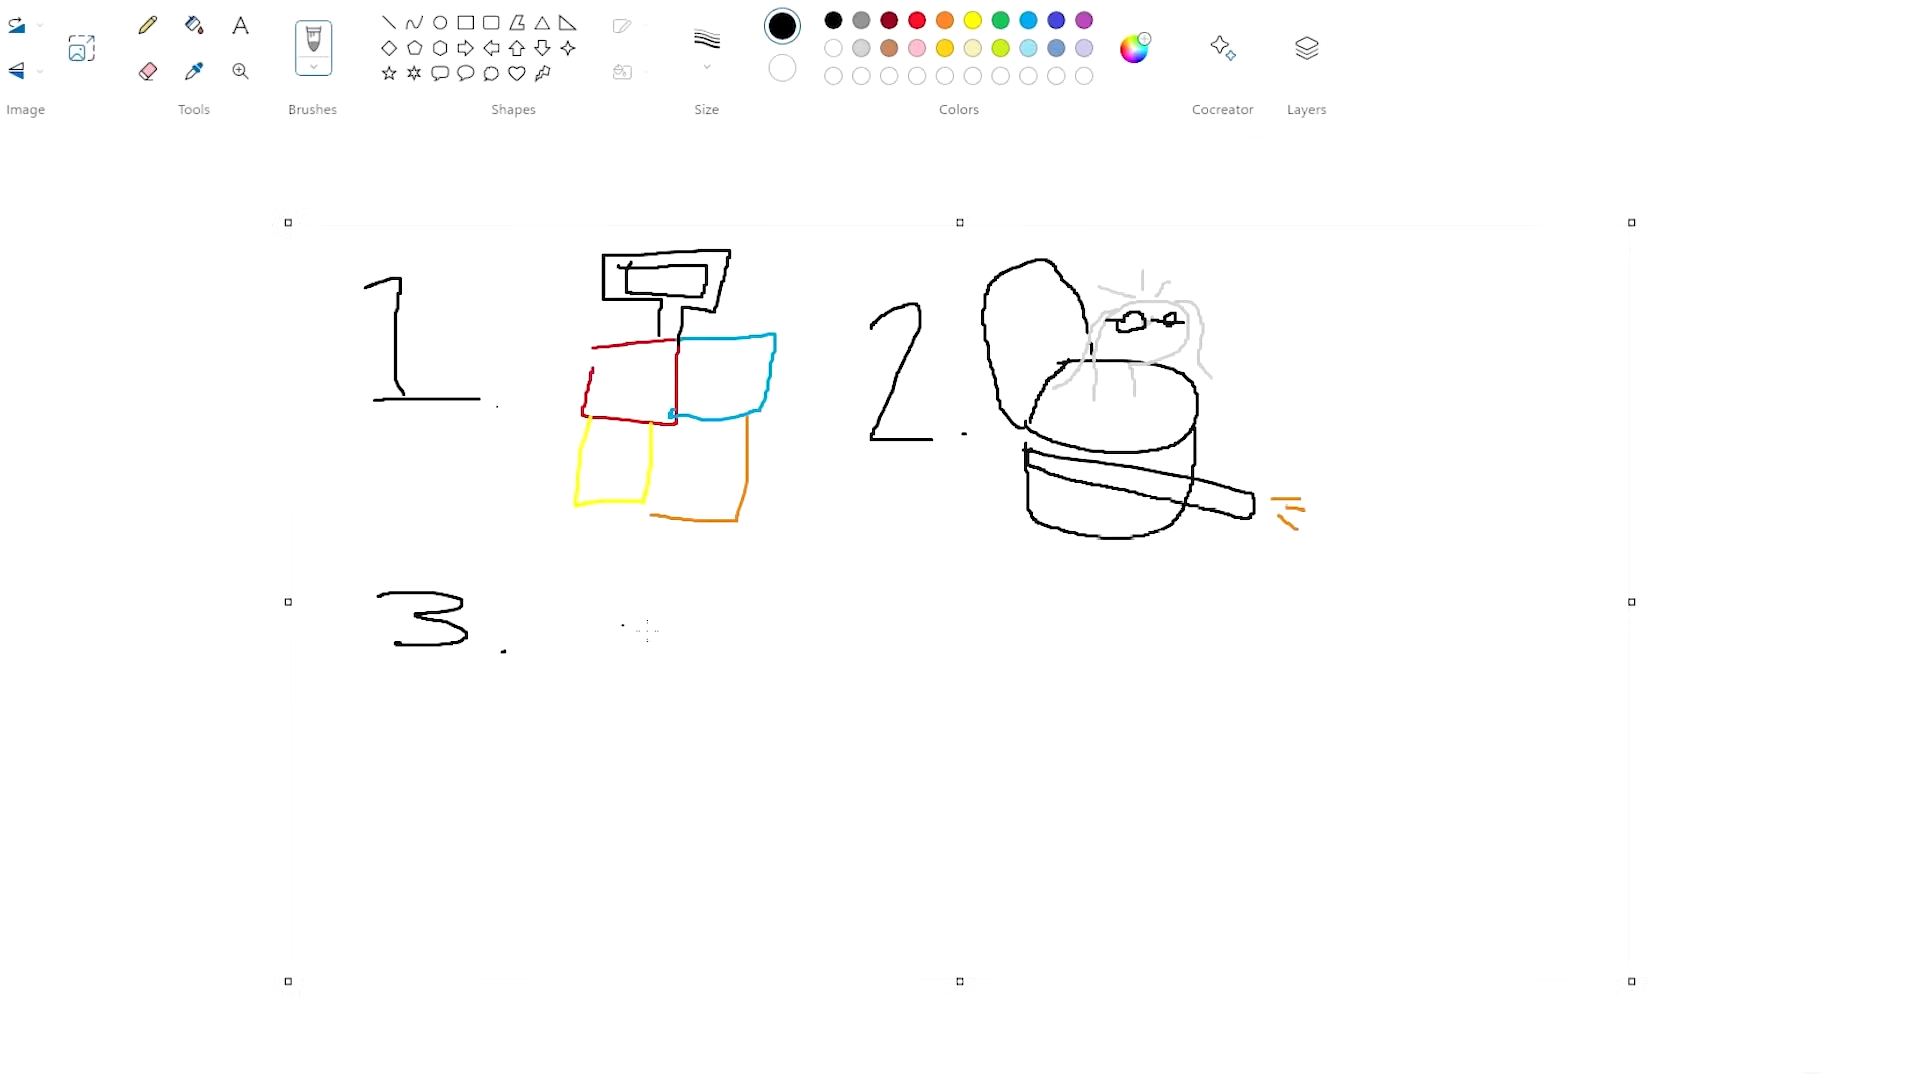 A
Image
Tools
Brushes
Shapes
Size
Colors
Cocreator
Layers
1.
2.
3.